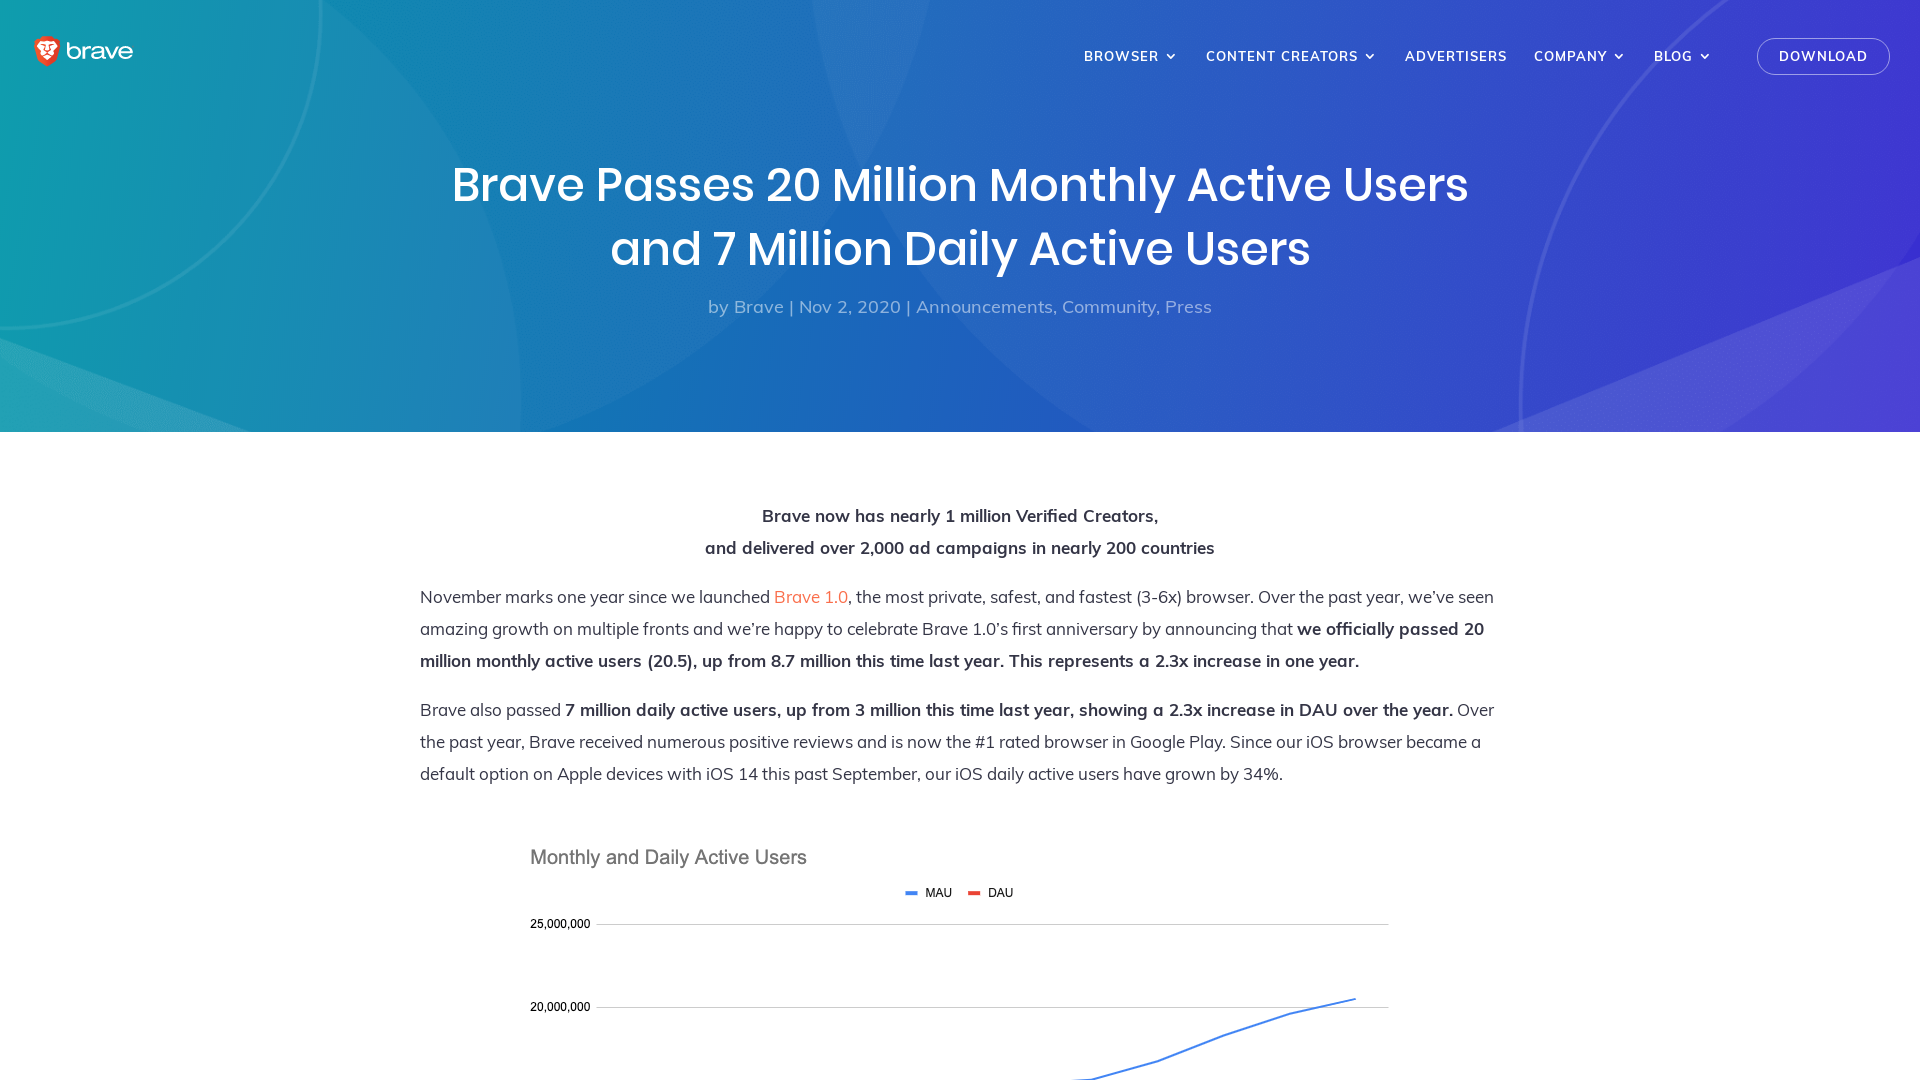 brave
BROWSER
CONTENT CREATORS
ADVERTISERS
COMPANY
BLOG
DOWNLOAD
Brave Passes 20 Million Monthly Active Users
and 7 Million Daily Active Users
by Brave | Nov 2, 2020 | Announcements, Community, Press
Brave now has nearly 1 million Verified Creators,
and delivered over 2,000 ad campaigns in nearly 200 countries
November marks one year since we launched Brave 1.0, the most private, safest, and fastest (3-6x) browser. Over the past year, we’ve seen
amazing growth on multiple fronts and we’re happy to celebrate Brave 1.0’s first anniversary by announcing that we officially passed 20
million monthly active users (20.5), up from 8.7 million this time last year. This represents a 2.3x increase in one year.
Brave also passed 7 million daily active users, up from 3 million this time last year, showing a 2.3x increase in DAU over the year. Over
the past year, Brave received numerous positive reviews and is now the #1 rated browser in Google Play. Since our iOS browser became a
default option on Apple devices with iOS 14 this past September, our iOS daily active users have grown by 34%.
Monthly and Daily Active Users
MAU DAU
25,000,000
20,000,000